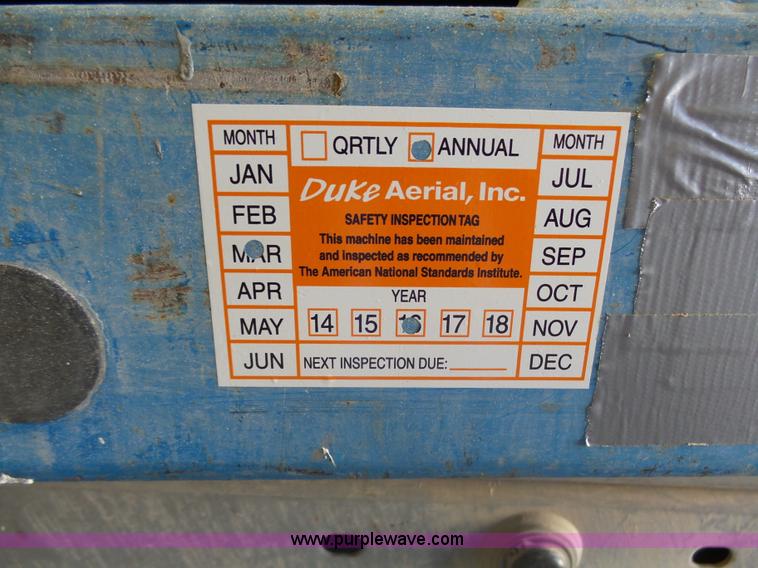 MONTH
JAN
FEB
MAR
APR
MAY
JUN
QRTLY ANNUAL
Duke Aerial, Inc.
SAFETY INSPECTION TAG
This machine has been maintained
and inspected as recommended by
The American National Standards Institute.
YEAR
14 15 16 17 18
NEXT INSPECTION DUE:
MONTH
JUL
AUG
SEP
OCT
NOV
DEC
www.purplewave.com